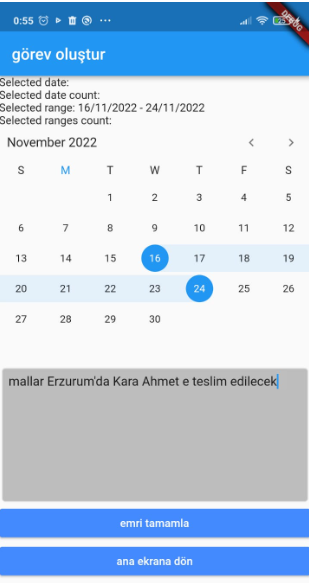 0:55
DEBUG
görev oluştur
Selected date:
Selected date count:
Selected range: 16/11/2022 - 24/11/2022
Selected ranges count:
November 2022
S M T W T F S
1 2 3 4 5
6 7 8 9 10 11 12
13 14 15 16 17 18 19
20 21 22 23 24 25 26
27 28 29 30
mallar Erzurum'da Kara Ahmet e teslim edilecek
emri tamamla
ana ekrana dön